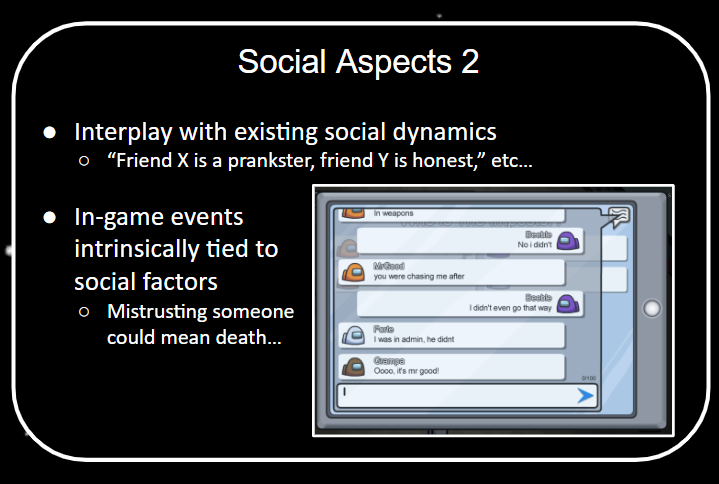 Social Aspects 2
● Interplay with existing social dynamics
○ “Friend X is a prankster, friend Y is honest,” etc…
● In-game events
intrinsically tied to
social factors
○ Mistrusting someone
could mean death…
In weapons
Beeble
No i didn't
MrGood
you were chasing me after
Beeble
I didn't even go that way
Forte
I was in admin, he didnt
Grampa
Oooo, it's mr good!
0/100